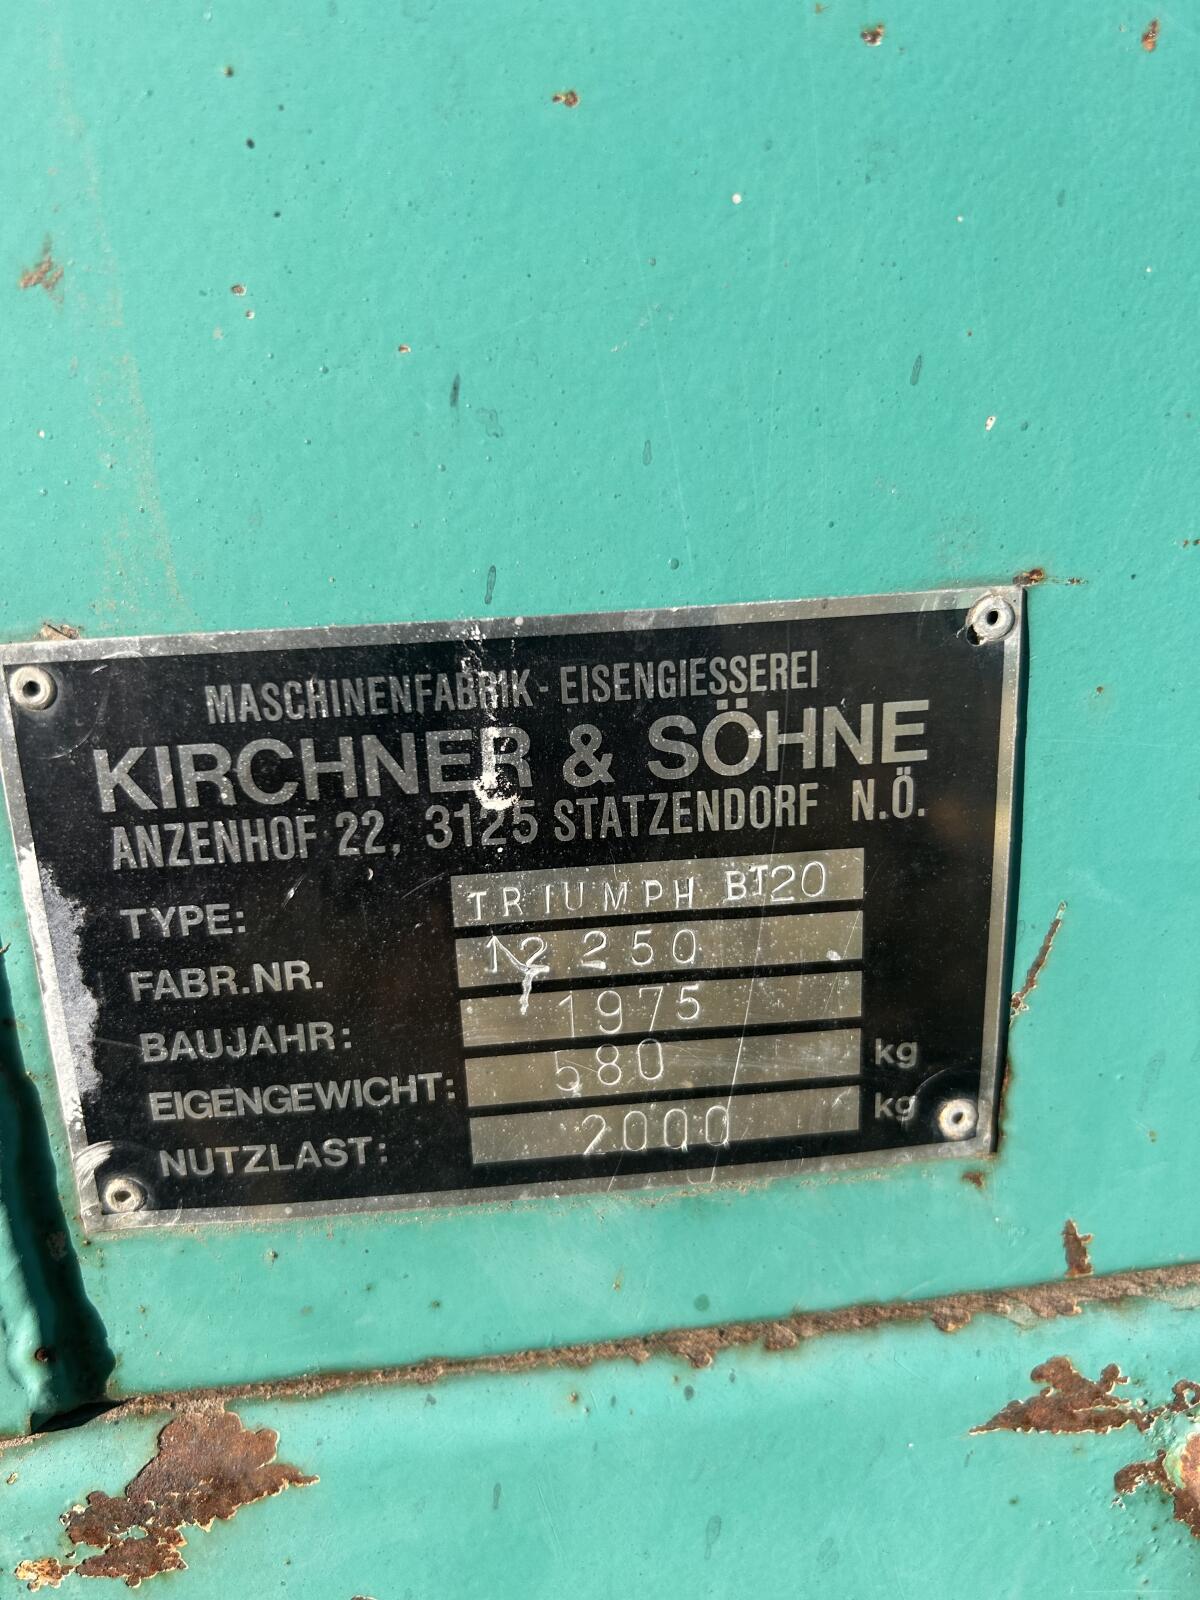 MASCHINENFABRIK - EISENGIESSEREI
KIRCHNER & SÖHNE
ANZENHOF 22, 3125 STATZENDORF N.Ö.
TYPE: TRIUMPH BT20
FABR.NR. 12 250
BAUJAHR: 1975
EIGENGEWICHT: 580 kg
NUTZLAST: 2000 kg